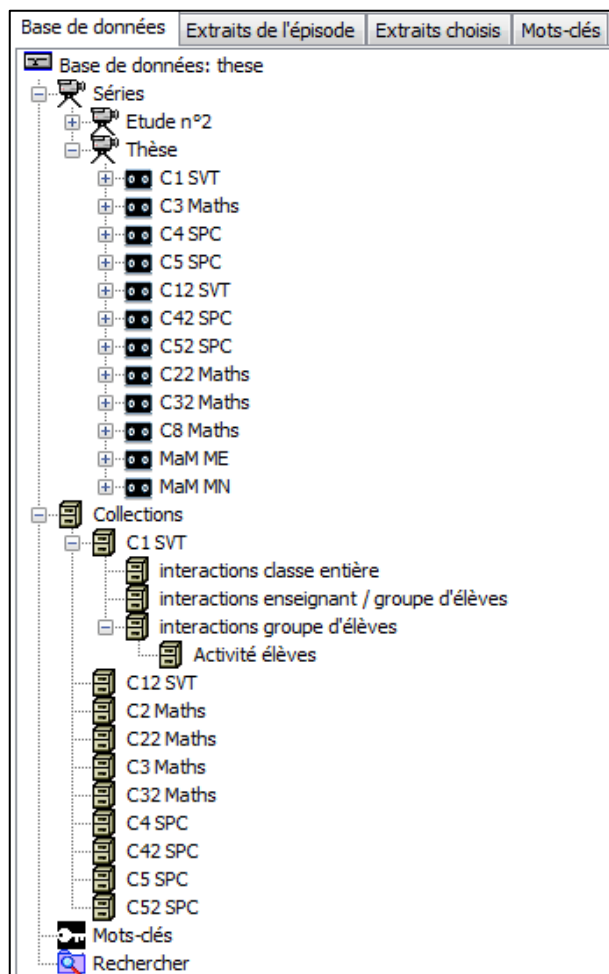 Base de données Extraits de l'épisode Extraits choisis Mots-clés
Base de données: these
Séries
Etude n°2
Thèse
C1 SVT
C3 Maths
C4 SPC
C5 SPC
C12 SVT
C42 SPC
C52 SPC
C22 Maths
C32 Maths
C8 Maths
MaM ME
MaM MN
Collections
C1 SVT
interactions classe entière
interactions enseignant / groupe d'élèves
interactions groupe d'élèves
Activité élèves
C12 SVT
C2 Maths
C22 Maths
C3 Maths
C32 Maths
C4 SPC
C42 SPC
C5 SPC
C52 SPC
Mots-clés
Rechercher